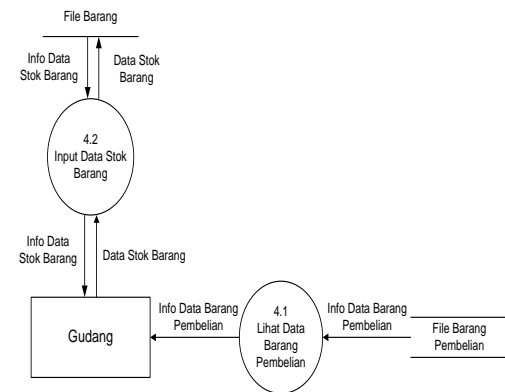 File Barang
Info Data
Stok Barang
Data Stok
Barang
4.2
Input Data Stok
Barang
Info Data
Stok Barang
Data Stok Barang
Gudang
Info Data Barang
Pembelian
4.1
Lihat Data
Barang
Pembelian
Info Data Barang
Pembelian
File Barang
Pembelian